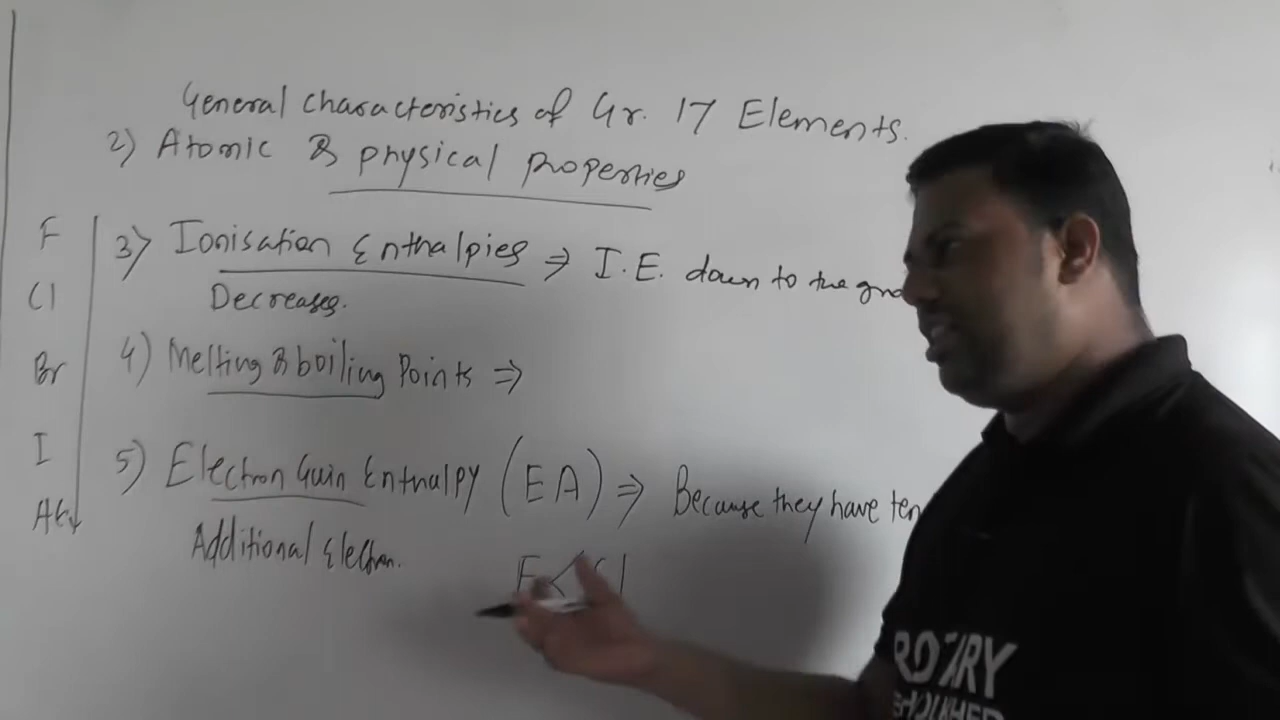 General characteristics of Gr. 17 Elements.
2) Atomic & physical properties
3) Ionisation Enthalpies ⇒ I.E. down to the
Decreases.
4) Melting & boiling Points ⇒
5) Electron Gain Enthalpy (EA) ⇒ Because they have ten
Additional Electron.
F < Cl
F
Cl
Br
I
At
ROTARY